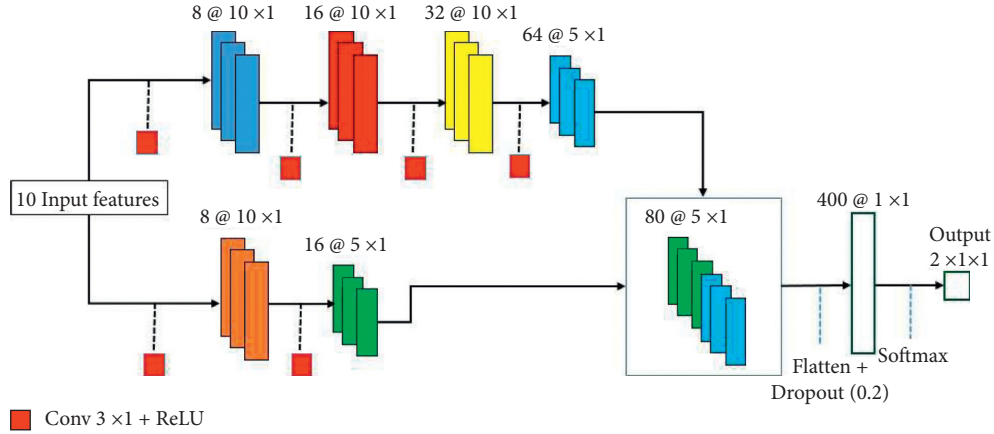 8 @ 10 ×1
16 @ 10 ×1
32 @ 10 ×1
64 @ 5 ×1
10 Input features
8 @ 10 ×1
16 @ 5 ×1
80 @ 5 ×1
400 @ 1 ×1
Output
2 ×1×1
Flatten +
Dropout (0.2)
Softmax
Conv 3 ×1 + ReLU